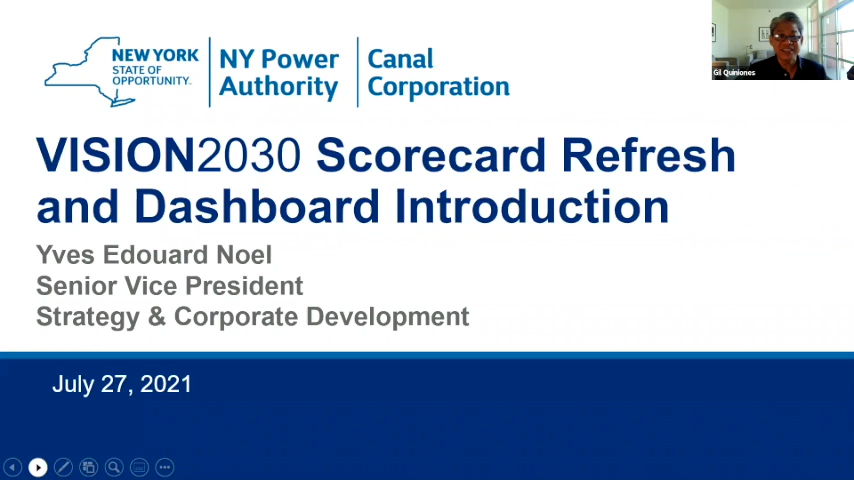 NEW YORK
STATE OF
OPPORTUNITY.
NY Power
Authority
Canal
Corporation
Gil Quiniones
VISION2030 Scorecard Refresh
and Dashboard Introduction
Yves Edouard Noel
Senior Vice President
Strategy & Corporate Development
July 27, 2021